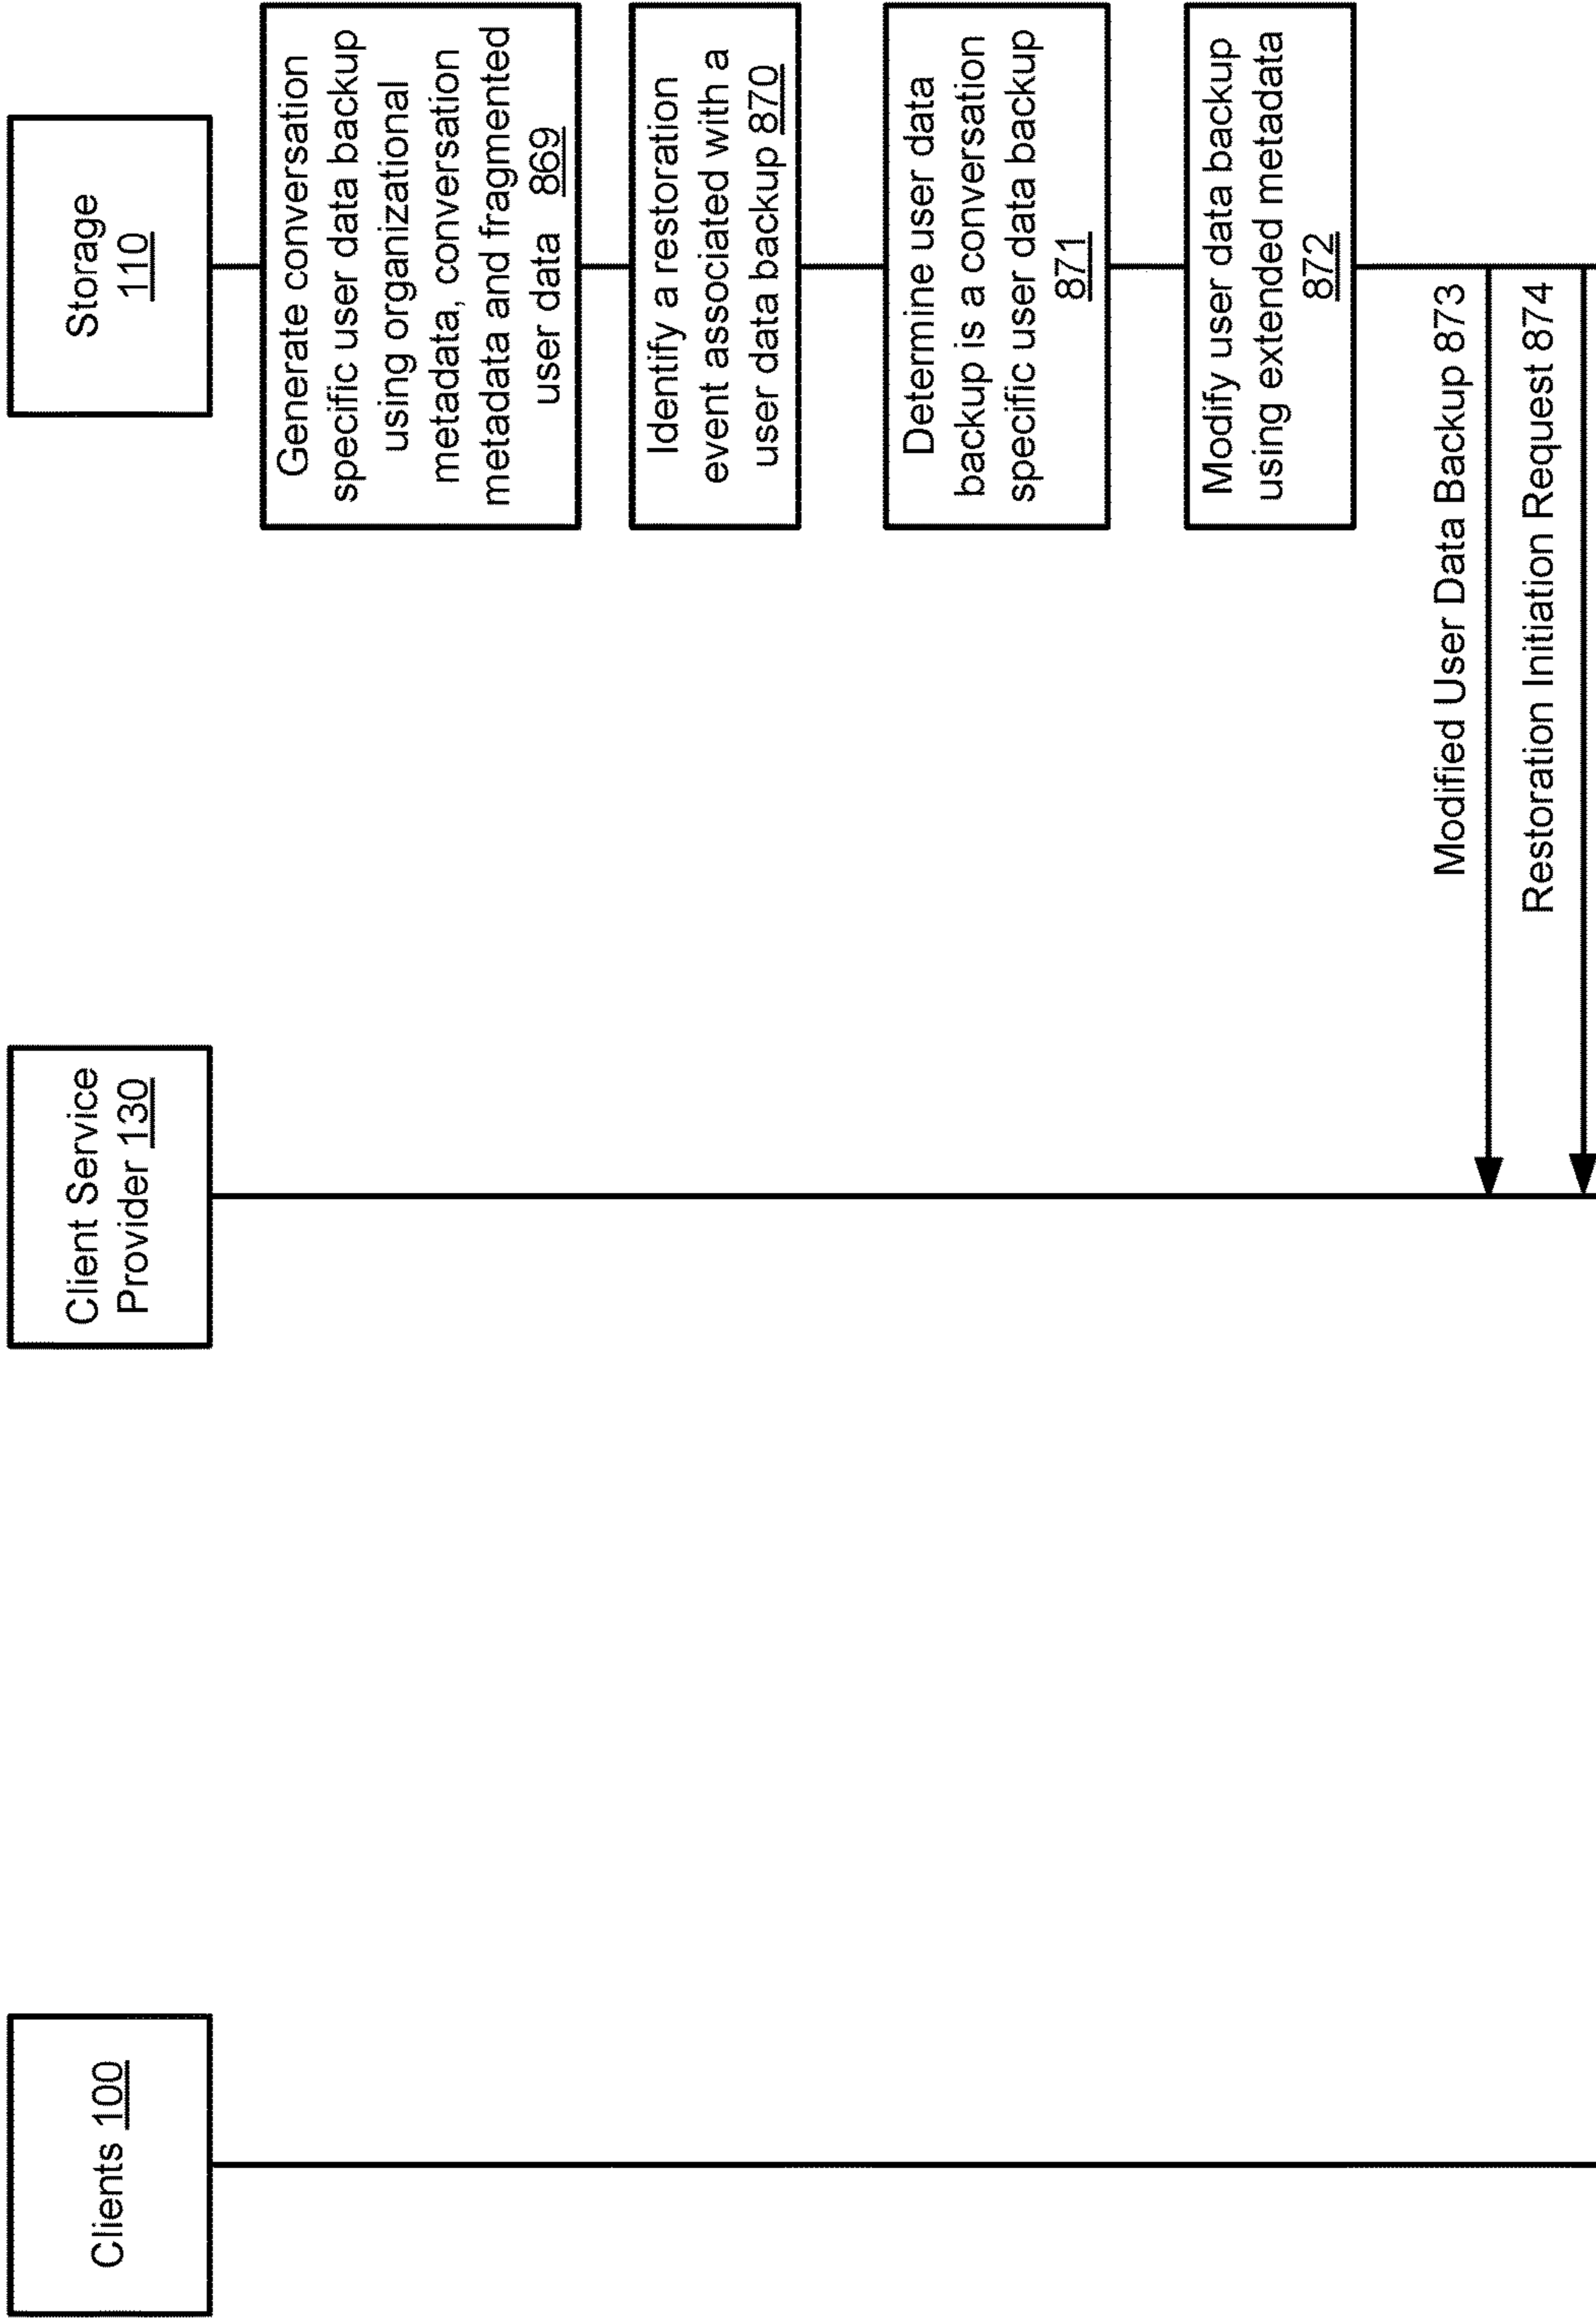 Clients 100
Client Service
Provider 130
Storage
110
Generate conversation
specific user data backup
using organizational
metadata, conversation
metadata and fragmented
user data 869
Identify a restoration
event associated with a
user data backup 870
Determine user data
backup is a conversation
specific user data backup
871
Modify user data backup
using extended metadata
872
Modified User Data Backup 873
Restoration Initiation Request 874